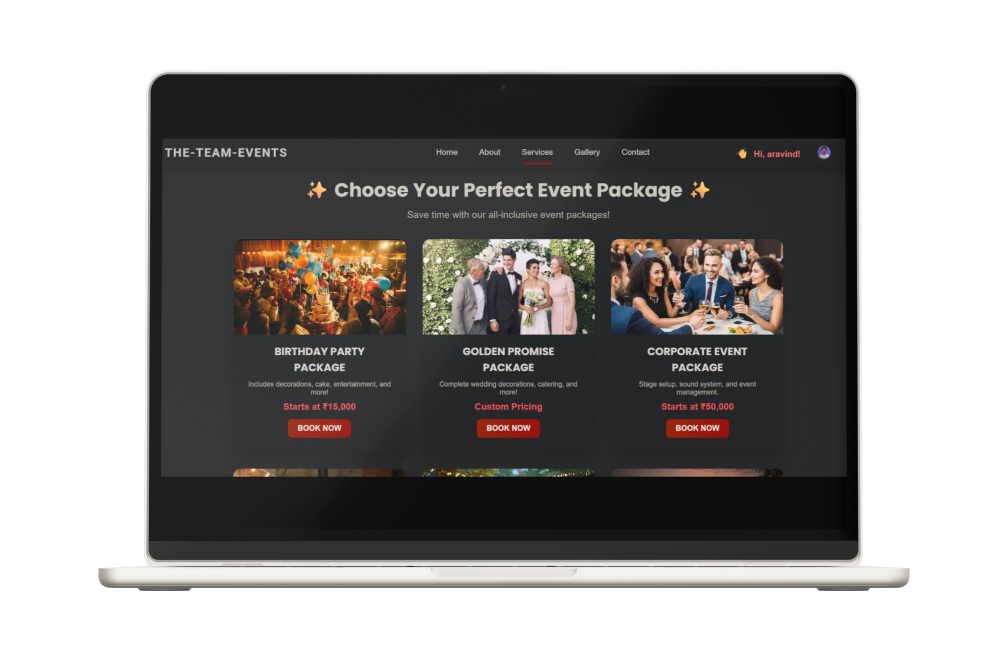 THE-TEAM-EVENTS
Home About Services Gallery Contact
👋 Hi, aravind!
✨ Choose Your Perfect Event Package ✨
Save time with our all-inclusive event packages!
BIRTHDAY PARTY
PACKAGE
Includes decorations, cake, entertainment, and
more!
Starts at ₹15,000
BOOK NOW
GOLDEN PROMISE
PACKAGE
Complete wedding decorations, catering, and
more!
Custom Pricing
BOOK NOW
CORPORATE EVENT
PACKAGE
Stage setup, sound system, and event
management.
Starts at ₹50,000
BOOK NOW